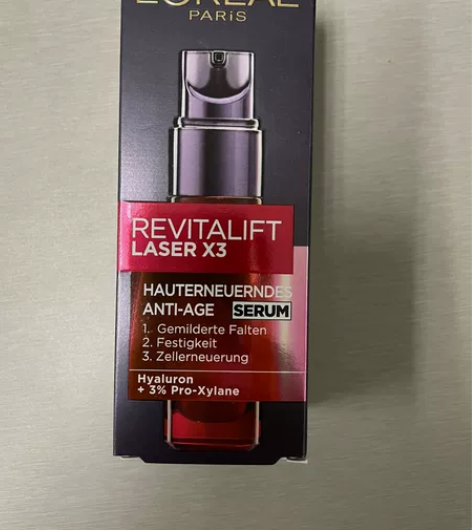 L'ORÉAL
PARIS
REVITALIFT
LASER X3
HAUTERNEUERNDES
ANTI-AGE SERUM
1. Gemilderte Falten
2. Festigkeit
3. Zellerneuerung
Hyaluron
+ 3% Pro-Xylane